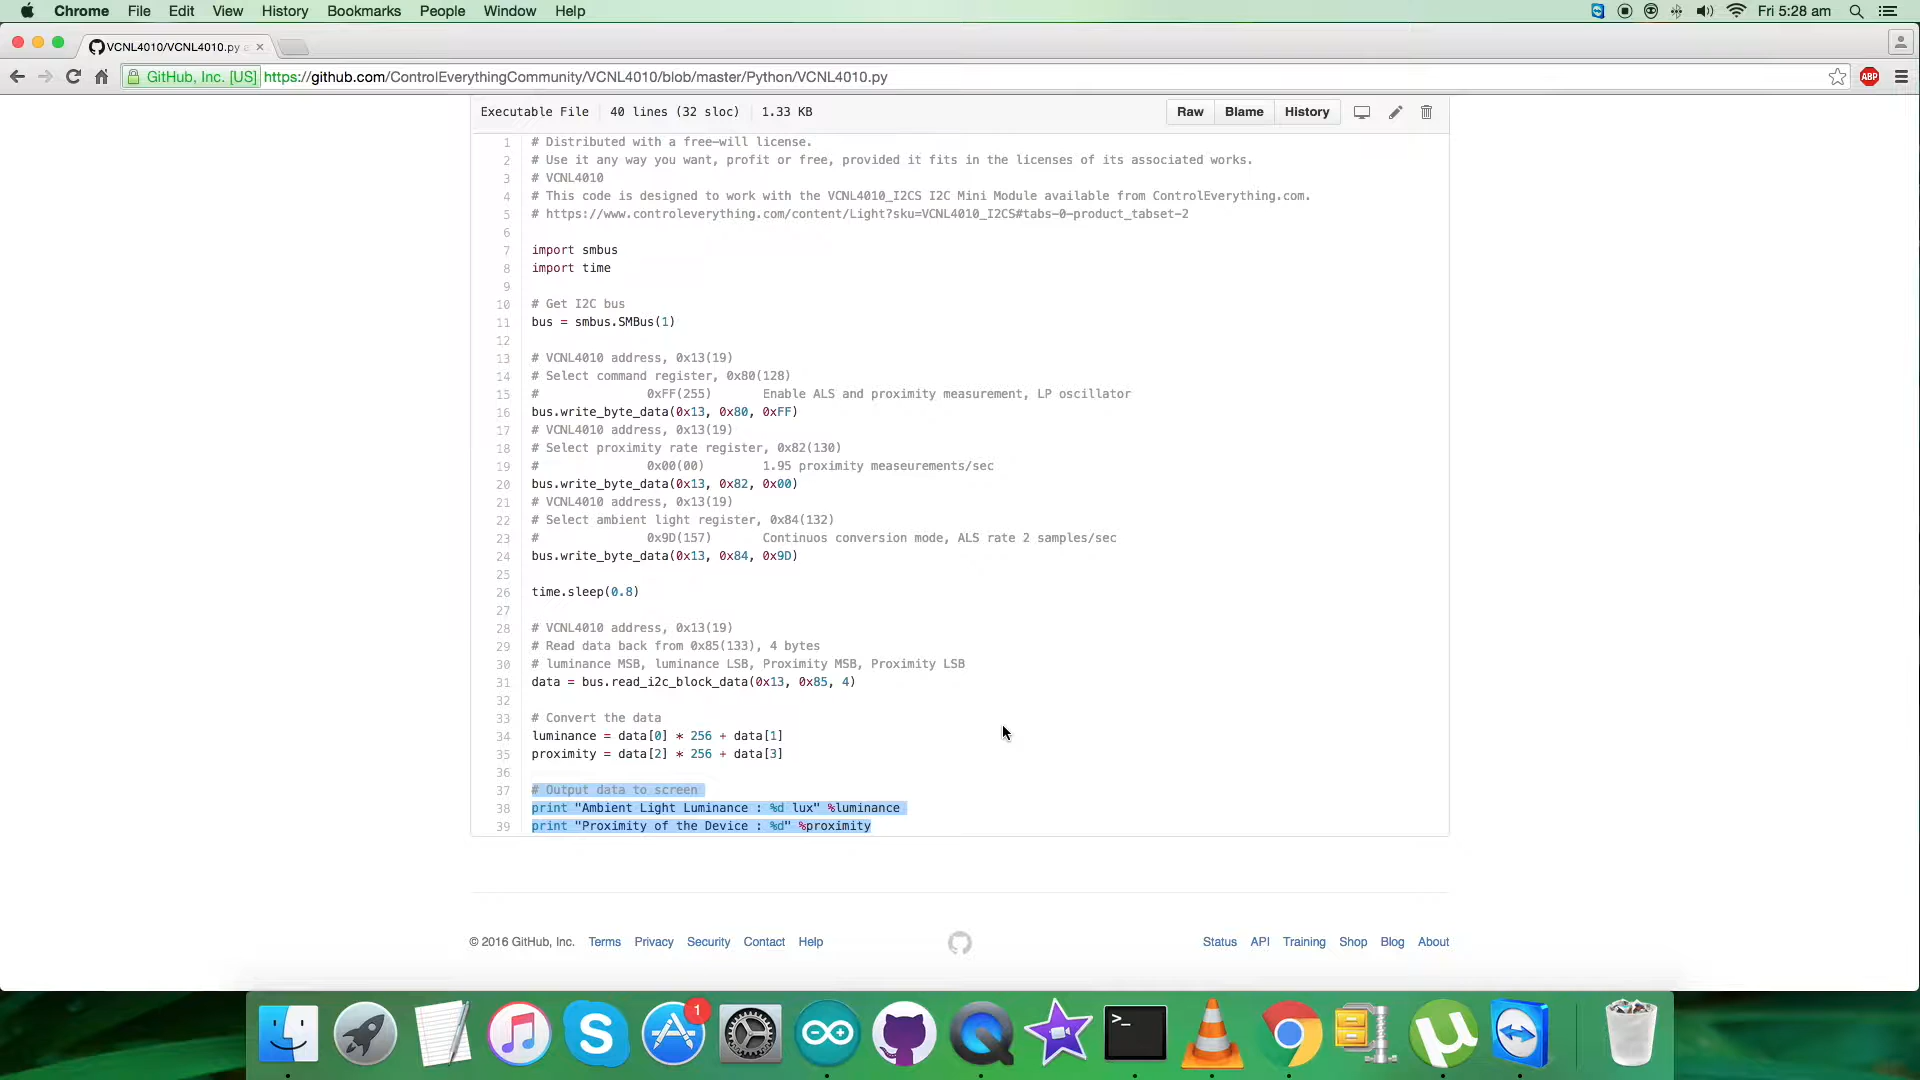 Chrome File Edit View History Bookmarks People Window Help Fri 5:28 am
VCNL4010/VCNL4010.py
GitHub, Inc. [US] https://github.com/ControlEverythingCommunity/VCNL4010/blob/master/Python/VCNL4010.py ABP
Executable File 40 lines (32 sloc) 1.33 KB Raw Blame History
1 # Distributed with a free-will license.
2 # Use it any way you want, profit or free, provided it fits in the licenses of its associated works.
3 # VCNL4010
4 # This code is designed to work with the VCNL4010_I2CS I2C Mini Module available from ControlEverything.com.
5 # https://www.controleverything.com/content/Light?sku=VCNL4010_I2CS#tabs-0-product_tabset-2
6
7 import smbus
8 import time
9
10 # Get I2C bus
11 bus = smbus.SMBus(1)
12
13 # VCNL4010 address, 0x13(19)
14 # Select command register, 0x80(128)
15 # 0xFF(255) Enable ALS and proximity measurement, LP oscillator
16 bus.write_byte_data(0x13, 0x80, 0xFF)
17 # VCNL4010 address, 0x13(19)
18 # Select proximity rate register, 0x82(130)
19 # 0x00(00) 1.95 proximity measeurements/sec
20 bus.write_byte_data(0x13, 0x82, 0x00)
21 # VCNL4010 address, 0x13(19)
22 # Select ambient light register, 0x84(132)
23 # 0x9D(157) Continuos conversion mode, ALS rate 2 samples/sec
24 bus.write_byte_data(0x13, 0x84, 0x9D)
25
26 time.sleep(0.8)
27
28 # VCNL4010 address, 0x13(19)
29 # Read data back from 0x85(133), 4 bytes
30 # luminance MSB, luminance LSB, Proximity MSB, Proximity LSB
31 data = bus.read_i2c_block_data(0x13, 0x85, 4)
32
33 # Convert the data
34 luminance = data[0] * 256 + data[1]
35 proximity = data[2] * 256 + data[3]
36
37 # Output data to screen
38 print "Ambient Light Luminance : %d lux" %luminance
39 print "Proximity of the Device : %d" %proximity
© 2016 GitHub, Inc. Terms Privacy Security Contact Help Status API Training Shop Blog About
1